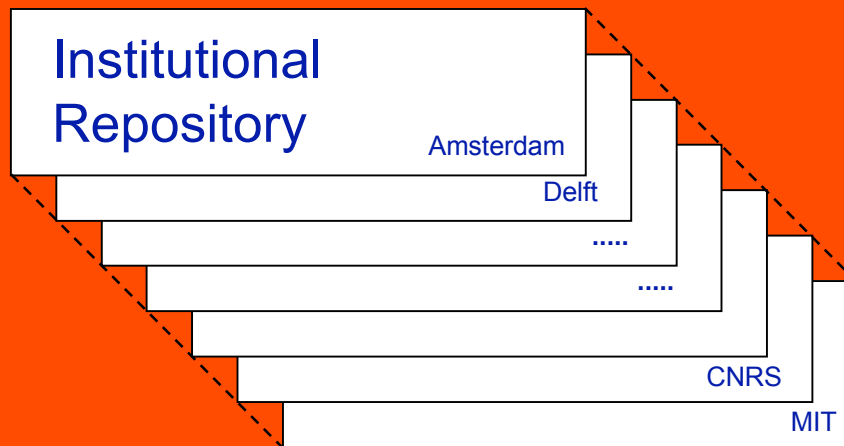 Institutional
Repository
Amsterdam
Delft
.....
.....
CNRS
MIT